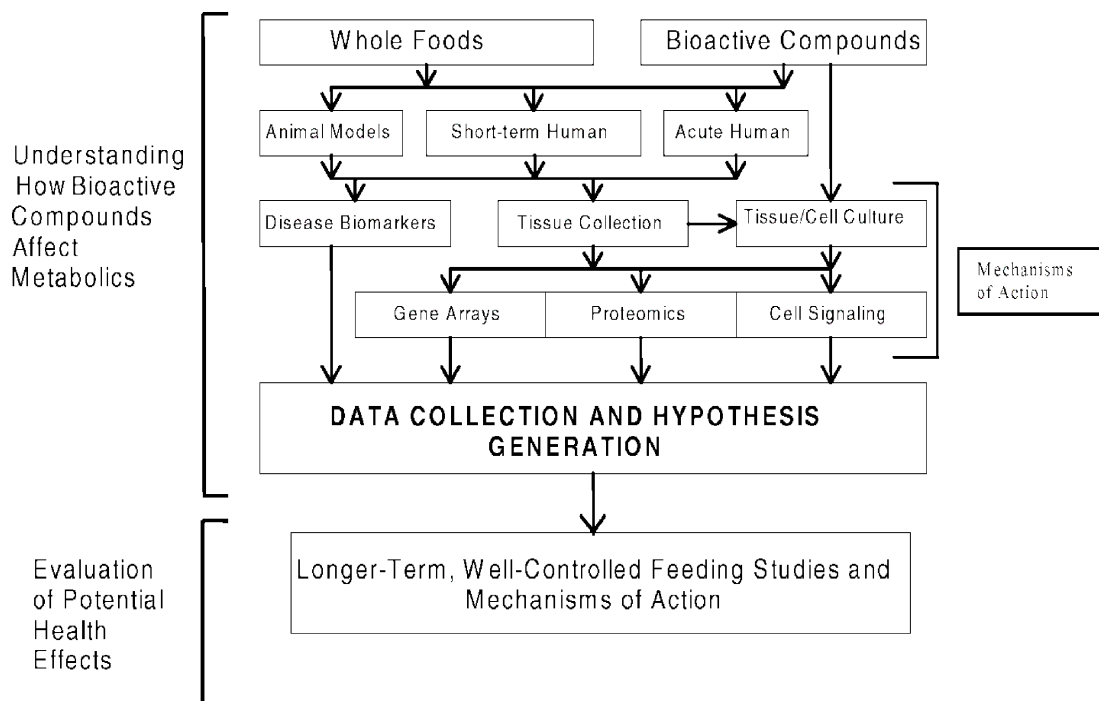 Whole Foods
Bioactive Compounds
Animal Models
Short-term Human
Acute Human
Understanding
How Bioactive
Compounds
Affect
Metabolics
Disease Biomarkers
Tissue Collection
Tissue/Cell Culture
Mechanisms
of Action
Gene Arrays
Proteomics
Cell Signaling
DATA COLLECTION AND HYPOTHESIS
GENERATION
Evaluation
of Potential
Health
Effects
Longer-Term, Well-Controlled Feeding Studies and
Mechanisms of Action